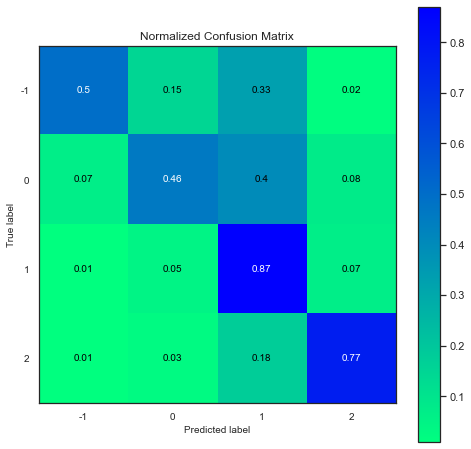 Normalized Confusion Matrix
-1 0.5 0.15 0.33 0.02
0 0.07 0.46 0.4 0.08
1 0.01 0.05 0.87 0.07
2 0.01 0.03 0.18 0.77
-1 0 1 2
True label
Predicted label
0.8
0.7
0.6
0.5
0.4
0.3
0.2
0.1